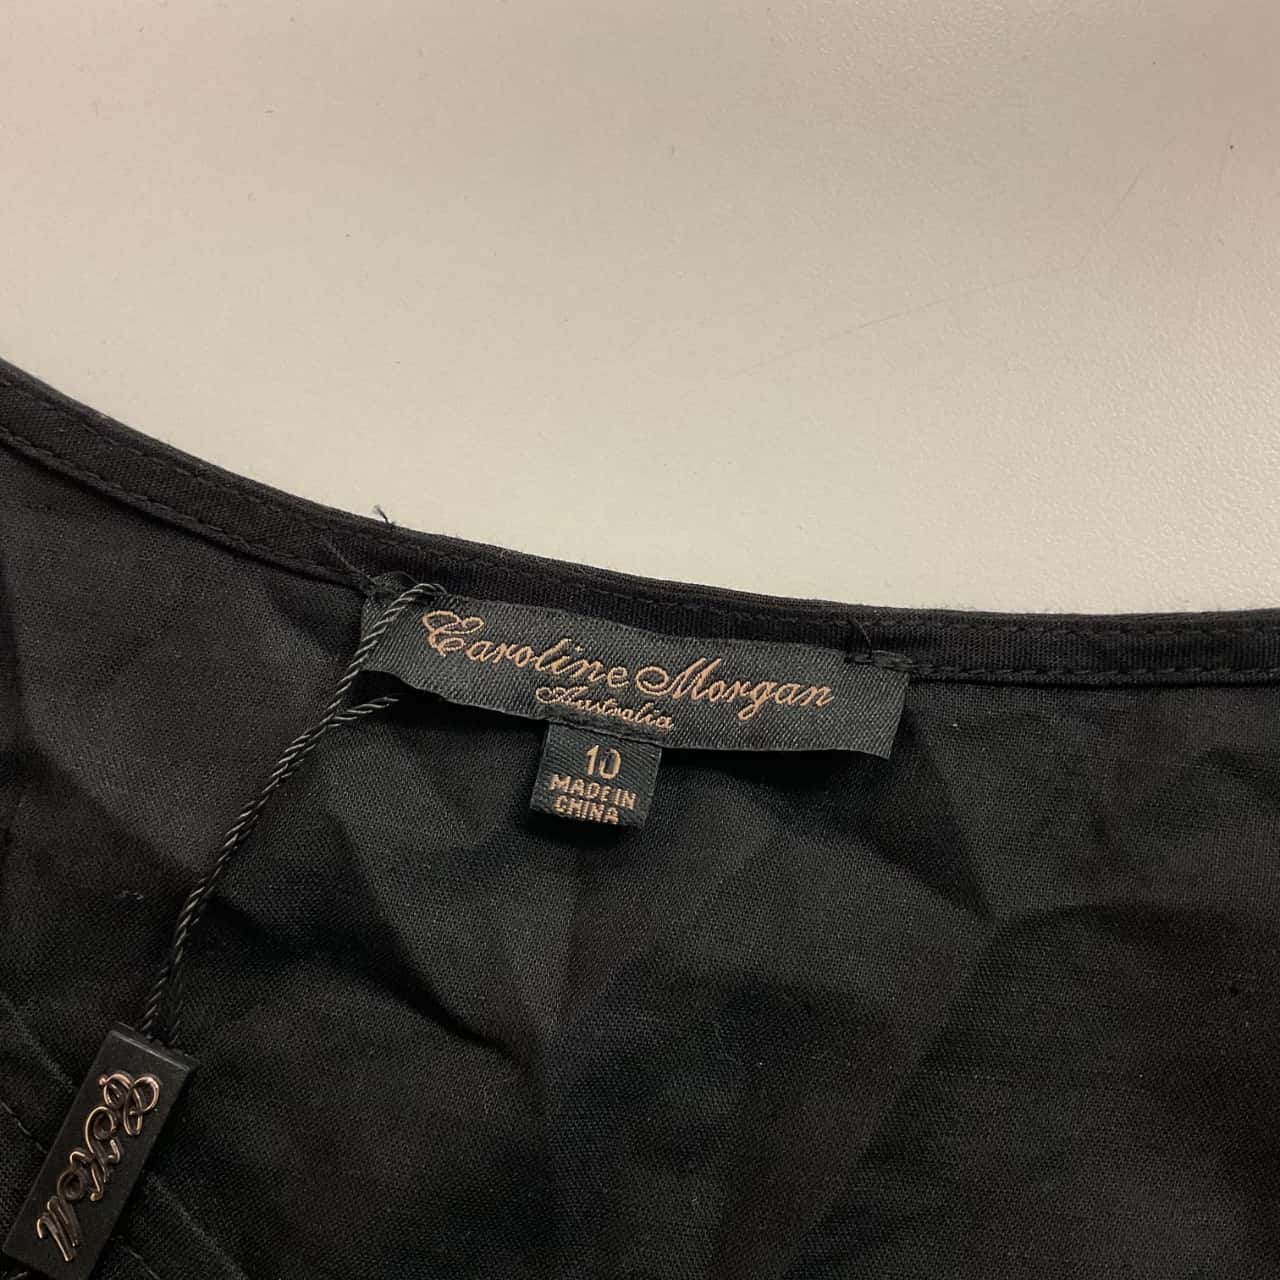 Caroline Morgan
Australia
10
MADE IN
CHINA